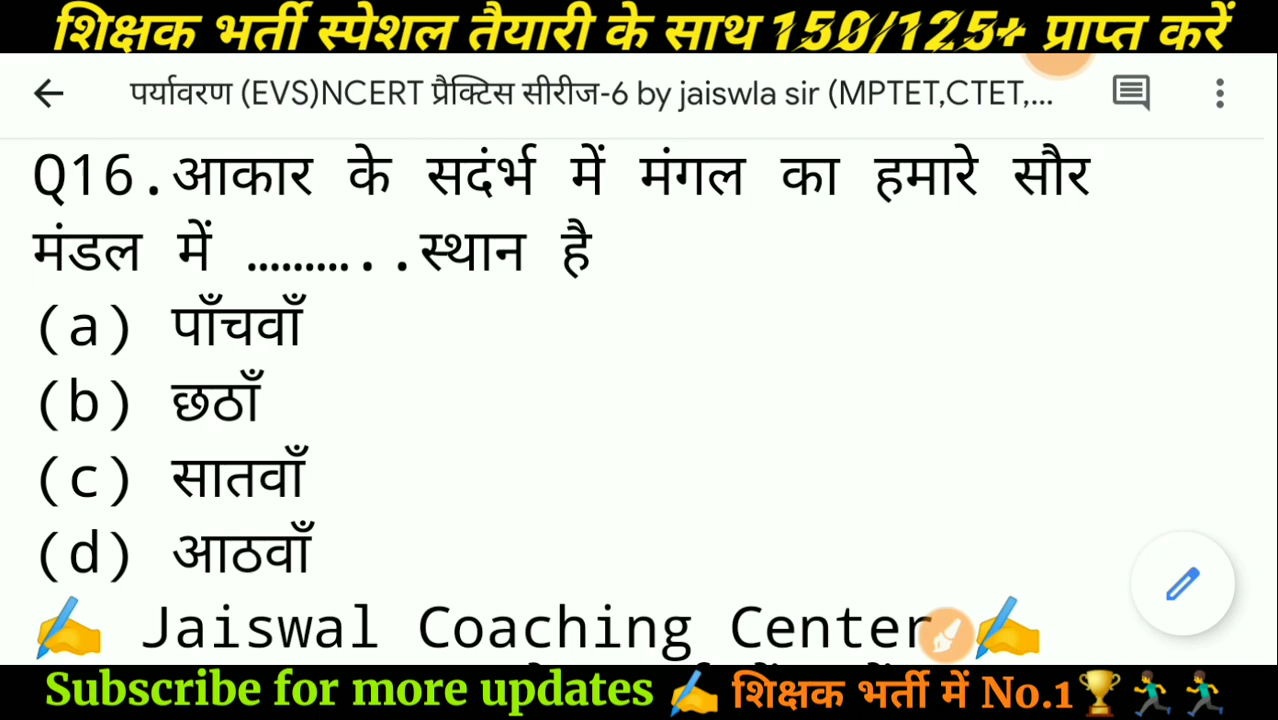 शिक्षक भर्ती स्पेशल तैयारी के साथ 150/125+ प्राप्त करें
पर्यावरण (EVS)NCERT प्रैक्टिस सीरीज-6 by jaiswla sir (MPTET,CTET,...
Q16.आकार के सदंर्भ में मंगल का हमारे सौर
मंडल में ………..स्थान है
(a) पाँचवाँ
(b) छठाँ
(c) सातवाँ
(d) आठवाँ
✍️ Jaiswal Coaching Center ✍️
Subscribe for more updates ✍️ शिक्षक भर्ती में No.1🏆🏃‍♂️🏃‍♂️